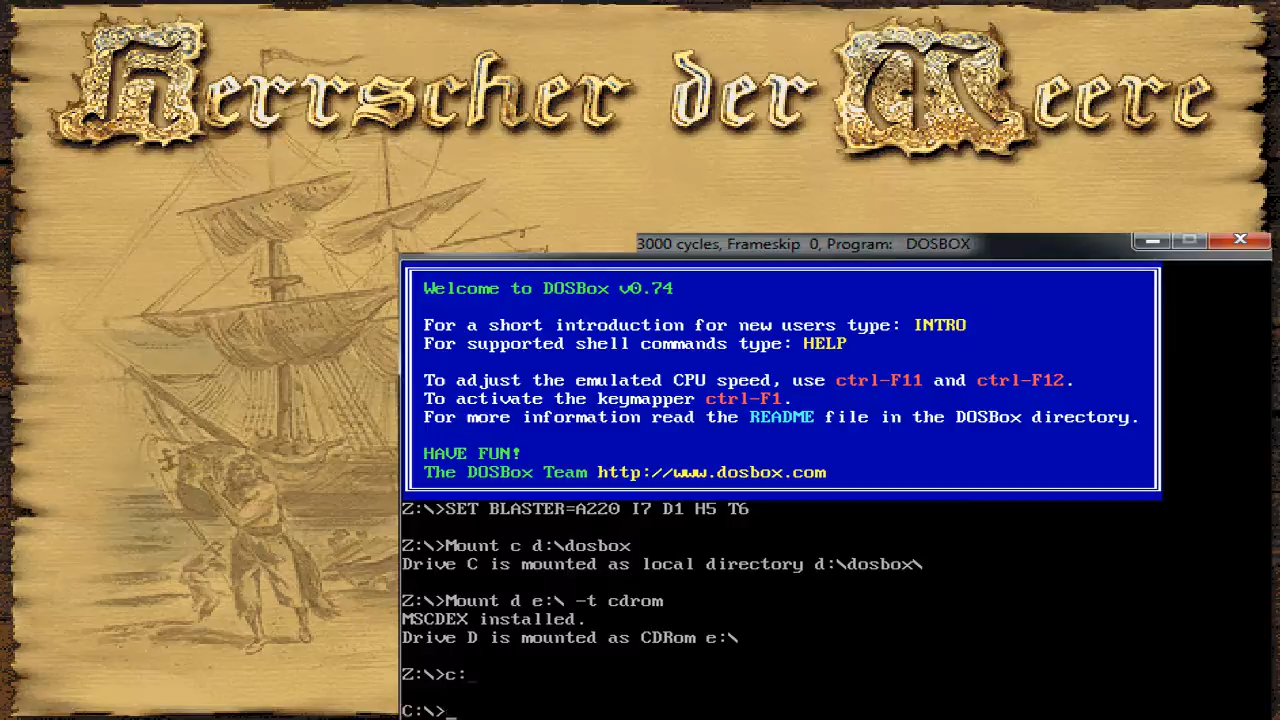 Herrscher der Meere
3000 cycles, Frameskip 0, Program: DOSBOX
Welcome to DOSBox v0.74
For a short introduction for new users type: INTRO
For supported shell commands type: HELP
To adjust the emulated CPU speed, use ctrl-F11 and ctrl-F12.
To activate the keymapper ctrl-F1.
For more information read the README file in the DOSBox directory.
HAVE FUN!
The DOSBox Team http://www.dosbox.com
Z:\>SET BLASTER=A220 I7 D1 H5 T6
Z:\>Mount c d:\dosbox
Drive C is mounted as local directory d:\dosbox\
Z:\>Mount d e:\ -t cdrom
MSCDEX installed.
Drive D is mounted as CDRom e:\
Z:\>c:_
C:\>_